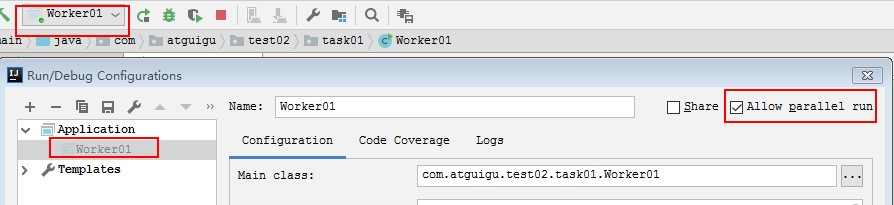 Worker01
main java com atguigu test02 task01 Worker01
Run/Debug Configurations
Name: Worker01 Share Allow parallel run
Application
Worker01
Templates
Configuration Code Coverage Logs
Main class: com.atguigu.test02.task01.Worker01 ...